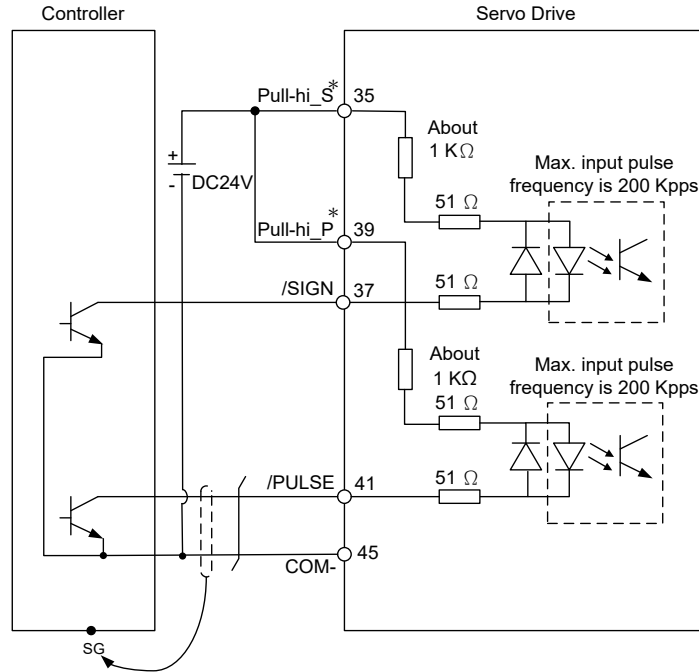 Controller
Servo Drive
Pull-hi_S*
35
About
1 KΩ
Max. input pulse
frequency is 200 Kpps
+
-
DC24V
51 Ω
Pull-hi_P*
39
/SIGN
37
51 Ω
About
1 KΩ
Max. input pulse
frequency is 200 Kpps
51 Ω
/PULSE
41
51 Ω
45
COM-
SG